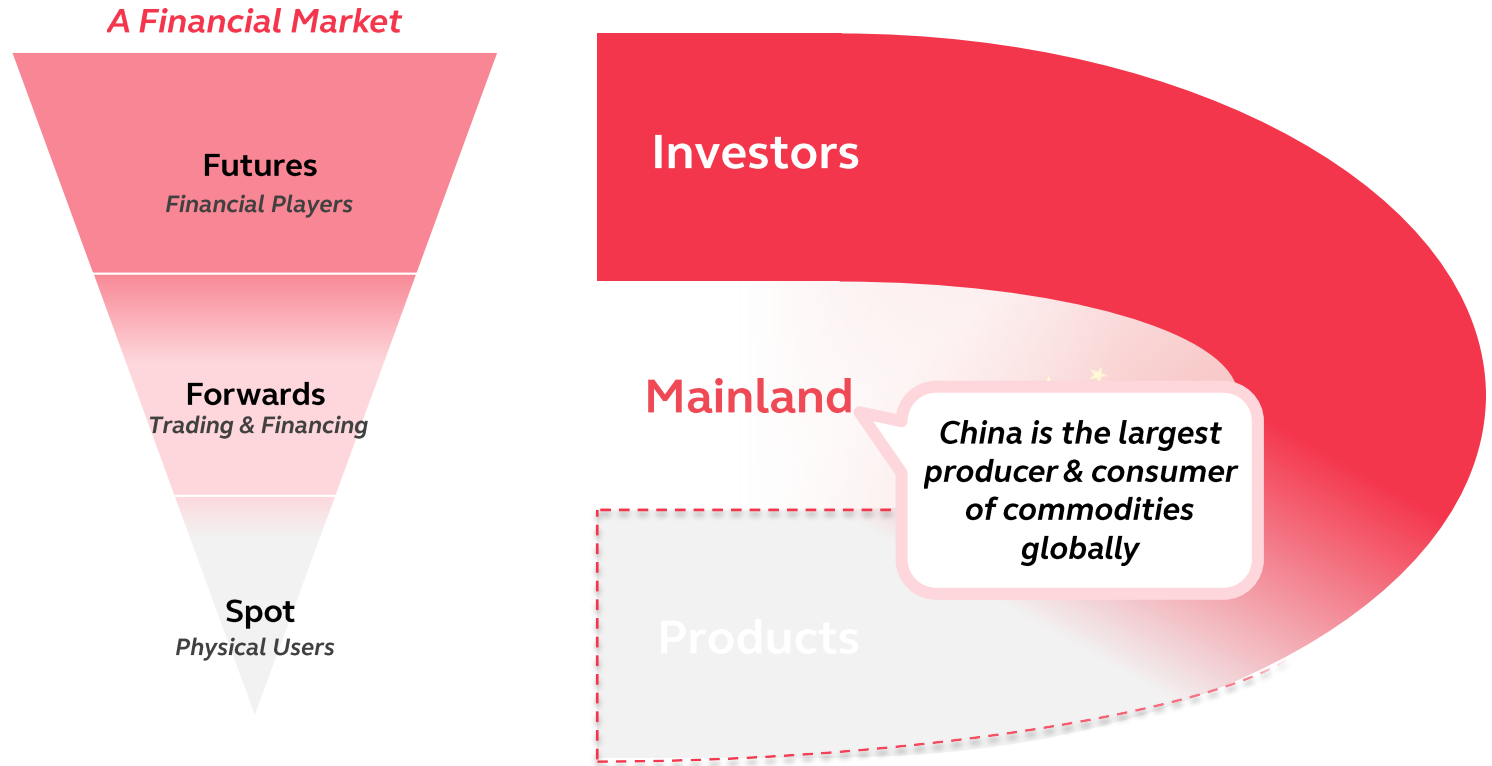 A Financial Market
Futures
Financial Players
Forwards
Trading & Financing
Spot
Physical Users
Investors
Mainland
China is the largest
producer & consumer
of commodities
globally
Products